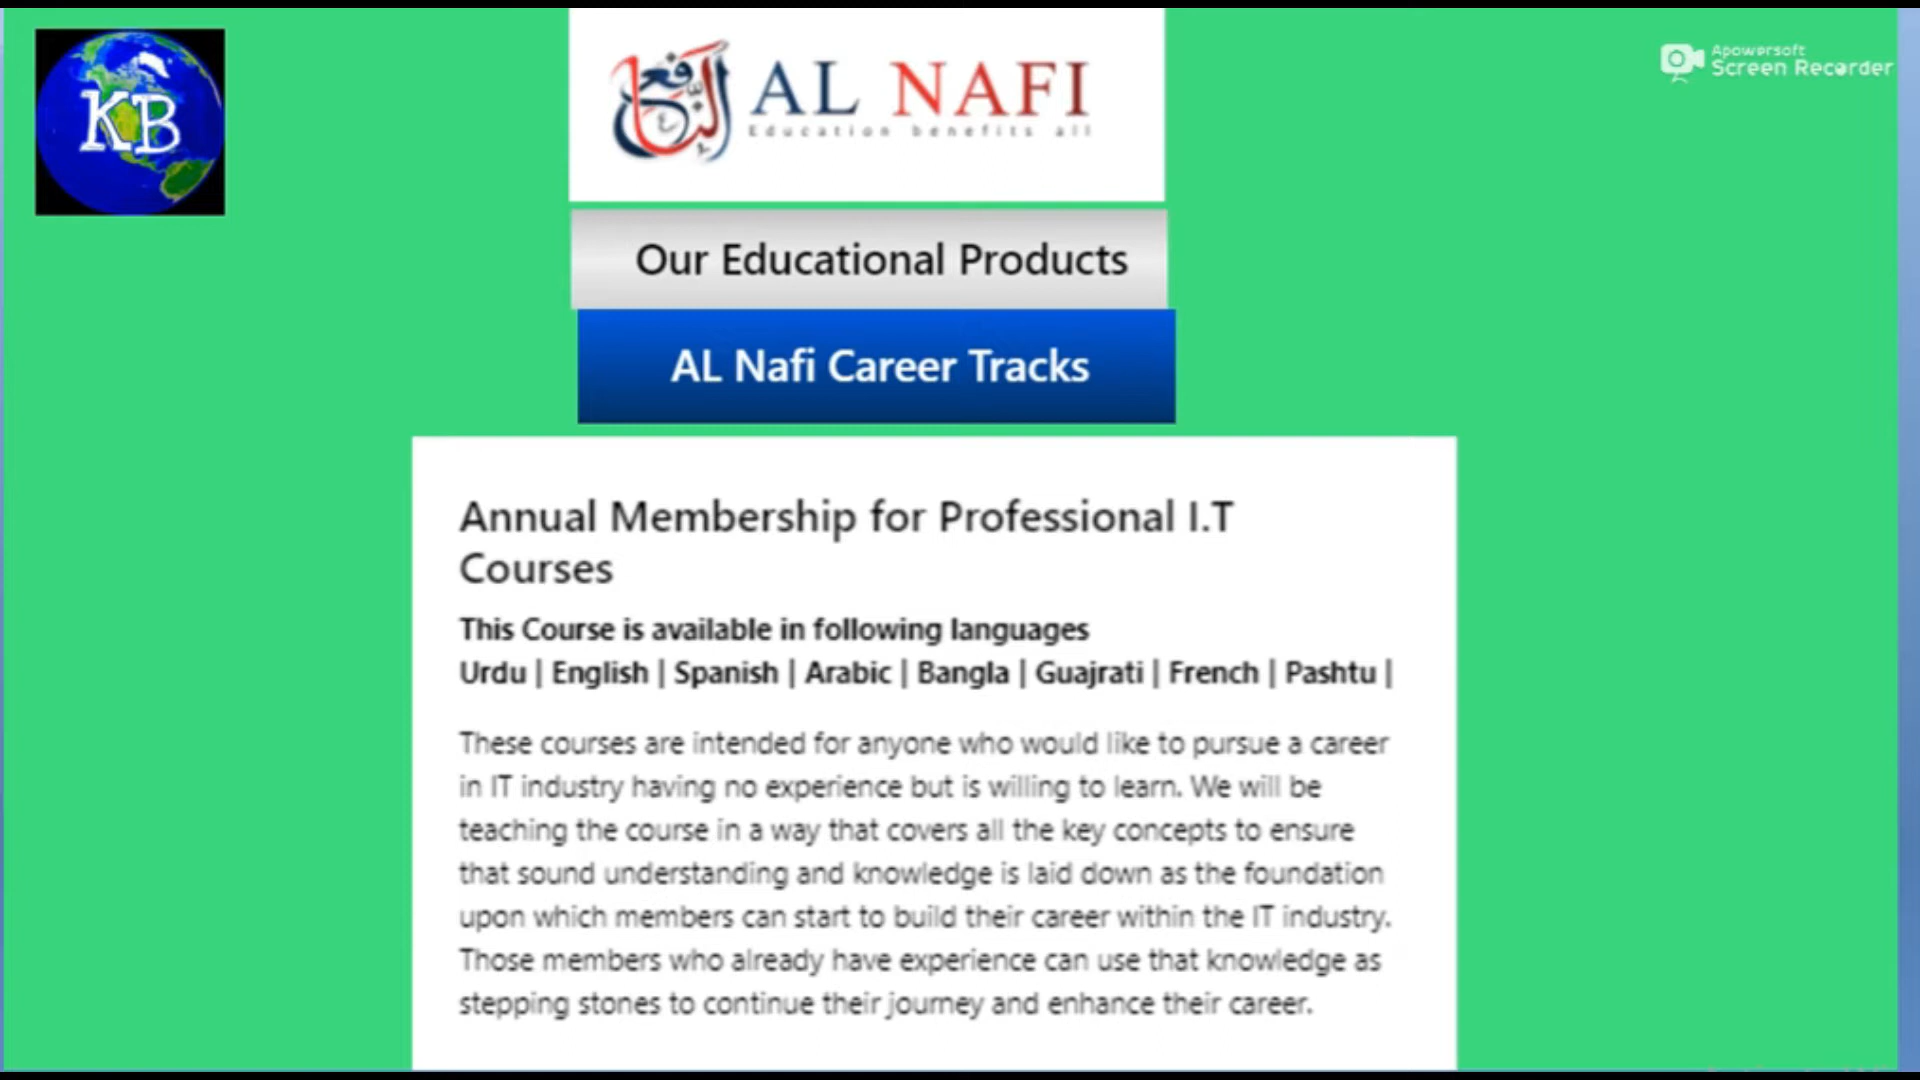 KB
النافع
AL NAFI
Education benefits all
Apowersoft
Screen Recorder
Our Educational Products
AL Nafi Career Tracks
Annual Membership for Professional I.T
Courses
This Course is available in following languages
Urdu | English | Spanish | Arabic | Bangla | Guajrati | French | Pashtu |
These courses are intended for anyone who would like to pursue a career
in IT industry having no experience but is willing to learn. We will be
teaching the course in a way that covers all the key concepts to ensure
that sound understanding and knowledge is laid down as the foundation
upon which members can start to build their career within the IT industry.
Those members who already have experience can use that knowledge as
stepping stones to continue their journey and enhance their career.